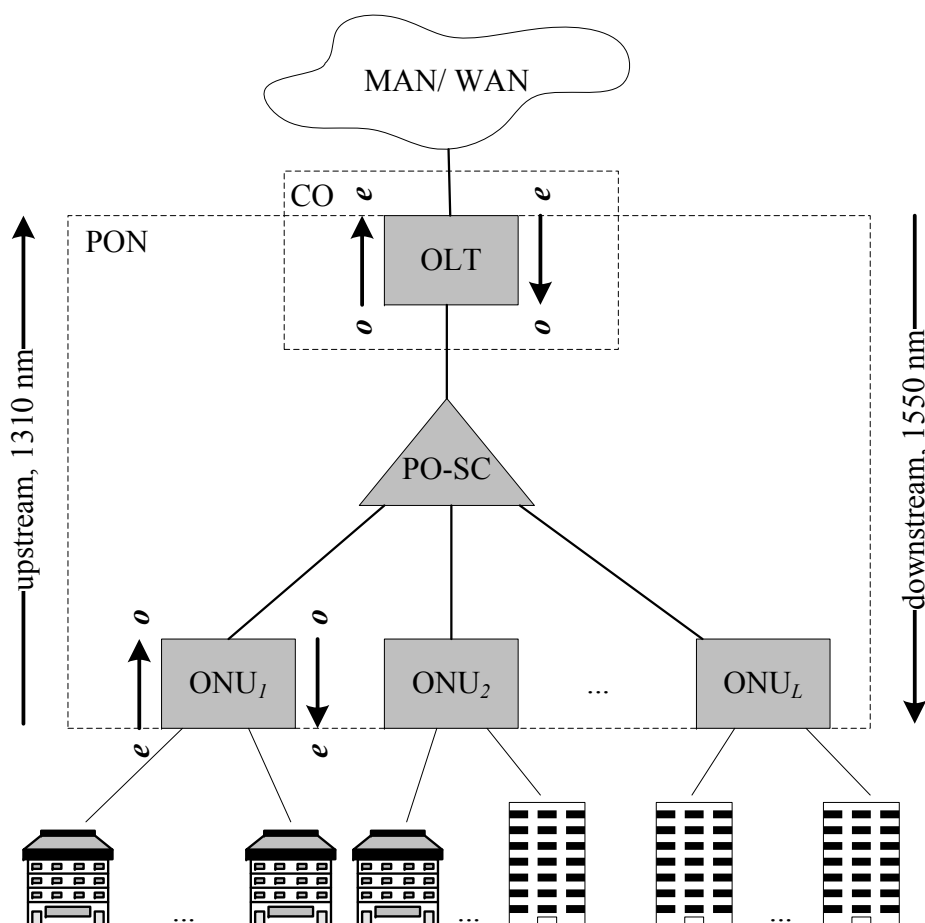 MAN/ WAN
CO
e
e
PON
OLT
o
o
upstream, 1310 nm
downstream, 1550 nm
PO-SC
o
o
ONU1
ONU2
...
ONUL
e
e
...
...
...